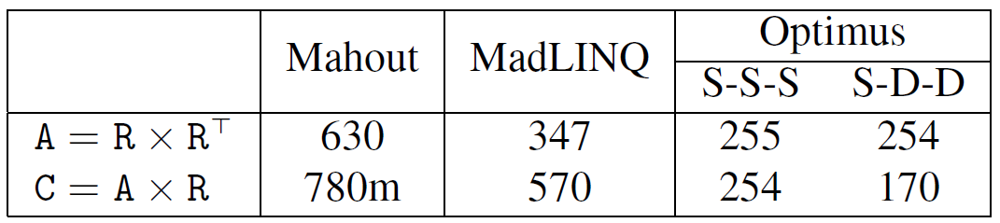 Mahout MadLINQ Optimus
S-S-S S-D-D
A = R × R⊤ 630 347 255 254
C = A × R 780m 570 254 170